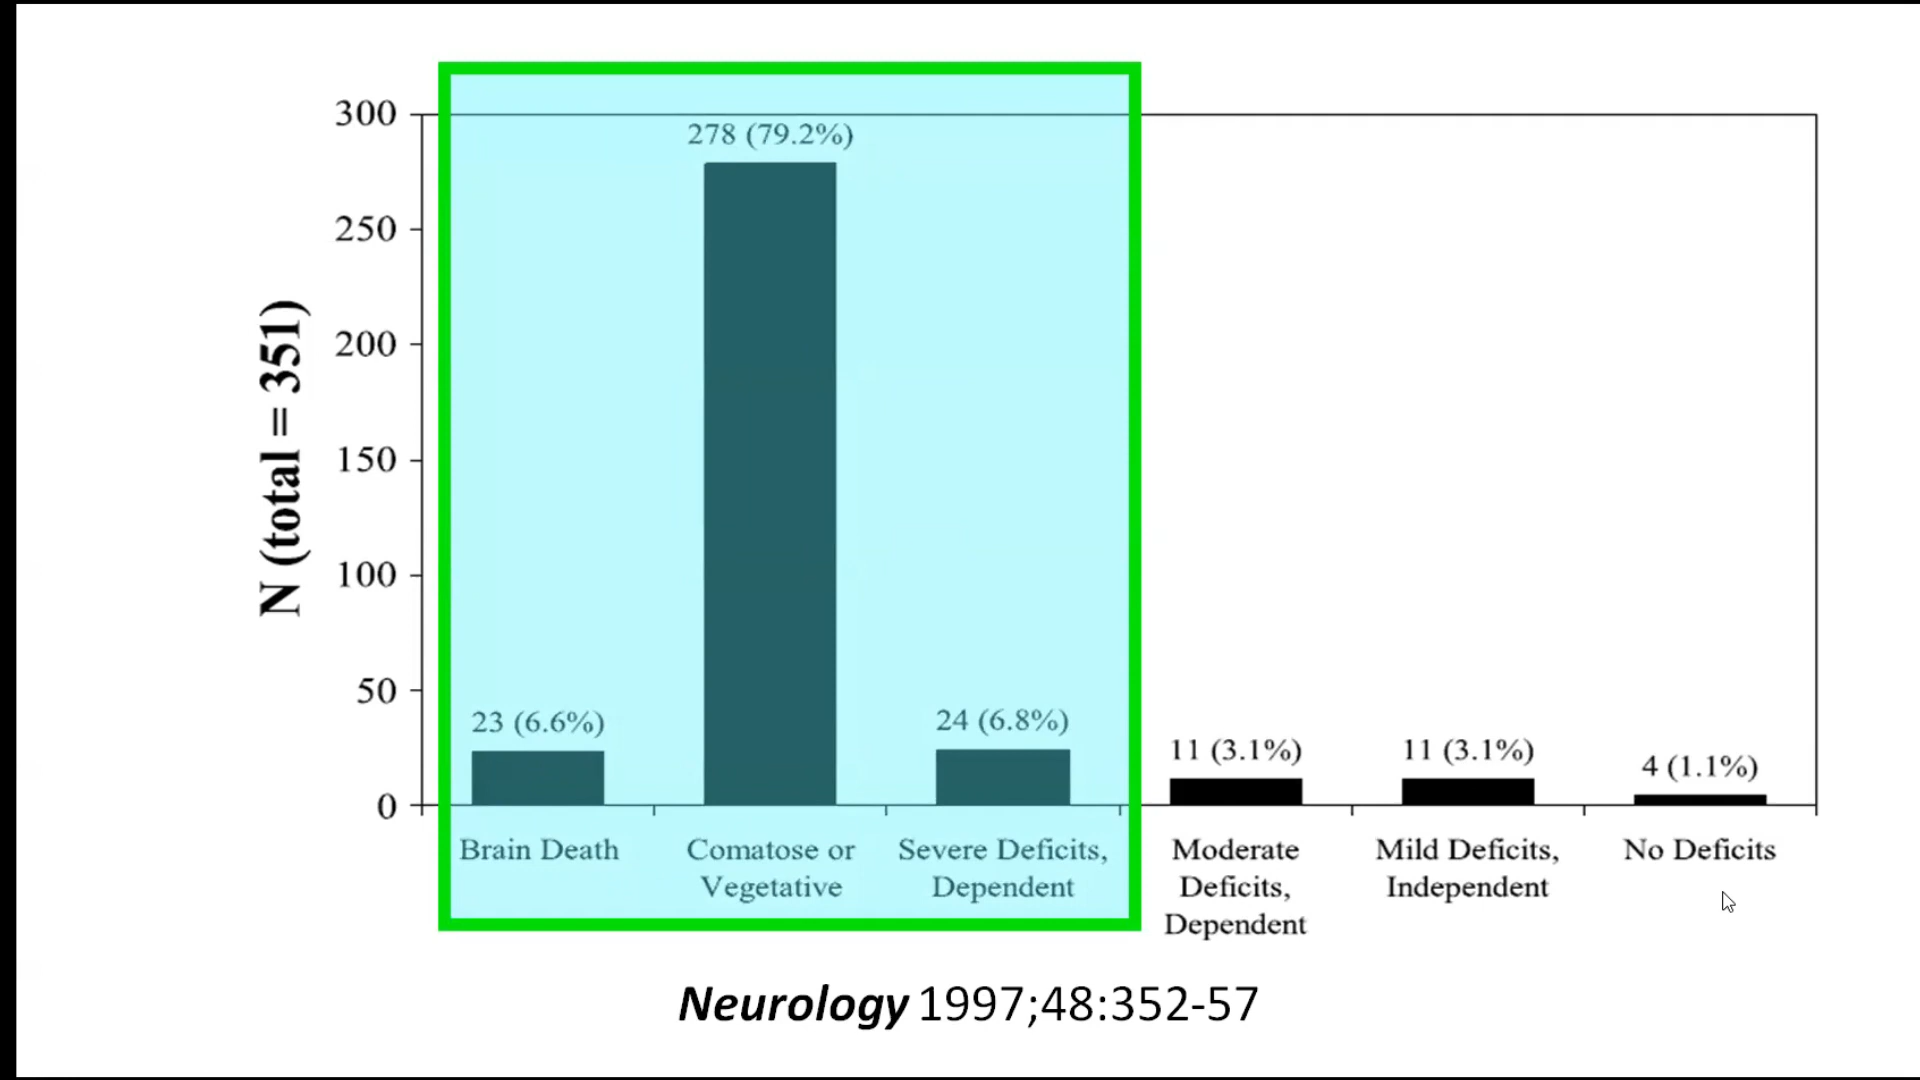 N (total = 351)
300
250
200
150
100
50
0
278 (79.2%)
23 (6.6%)
24 (6.8%)
11 (3.1%)
11 (3.1%)
4 (1.1%)
Brain Death
Comatose or
Vegetative
Severe Deficits,
Dependent
Moderate
Deficits,
Dependent
Mild Deficits,
Independent
No Deficits
Neurology 1997;48:352-57